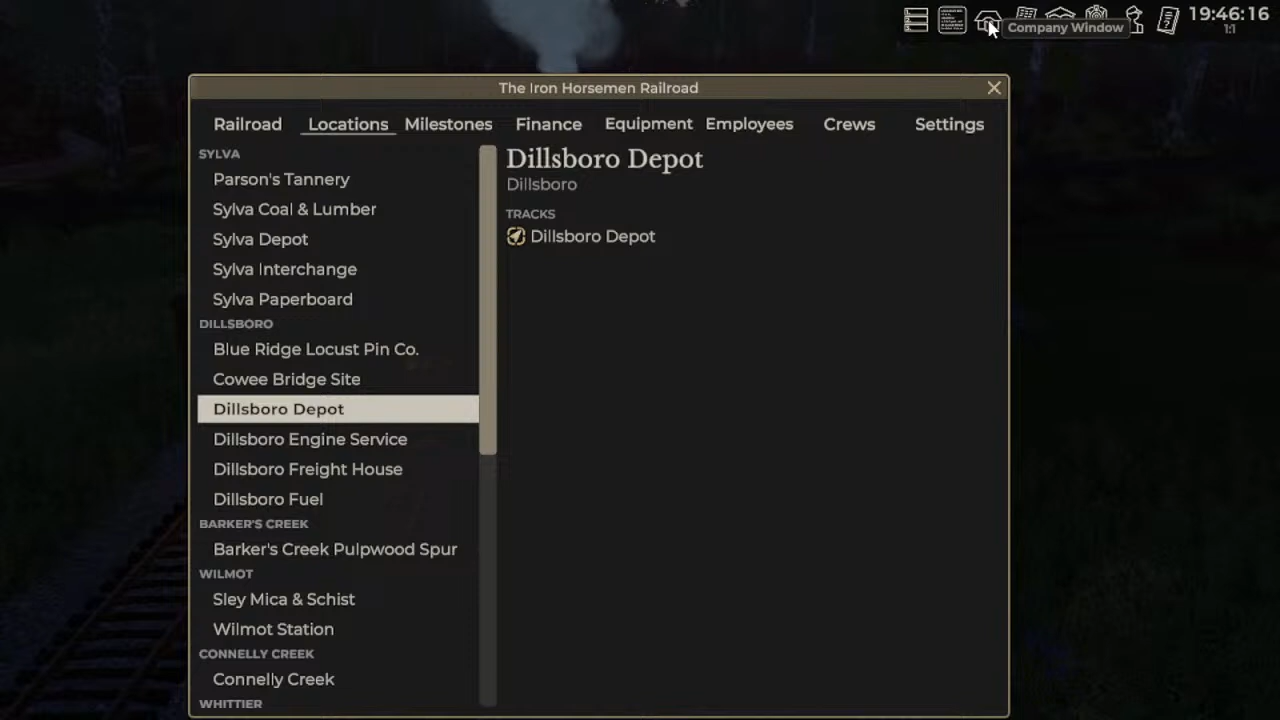 19:46:16
Company Window
1:1
The Iron Horsemen Railroad
Railroad Locations Milestones Finance Equipment Employees Crews Settings
SYLVA
Parson's Tannery
Sylva Coal & Lumber
Sylva Depot
Sylva Interchange
Sylva Paperboard
DILLSBORO
Blue Ridge Locust Pin Co.
Cowee Bridge Site
Dillsboro Depot
Dillsboro Engine Service
Dillsboro Freight House
Dillsboro Fuel
BARKER'S CREEK
Barker's Creek Pulpwood Spur
WILMOT
Sley Mica & Schist
Wilmot Station
CONNELLY CREEK
Connelly Creek
WHITTIER
Dillsboro Depot
Dillsboro
TRACKS
Dillsboro Depot